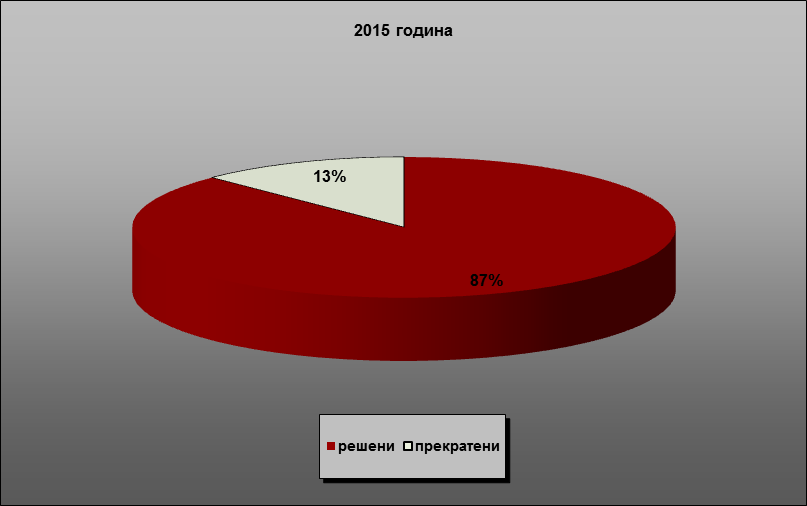 2015 година
13%
87%
решени прекратени